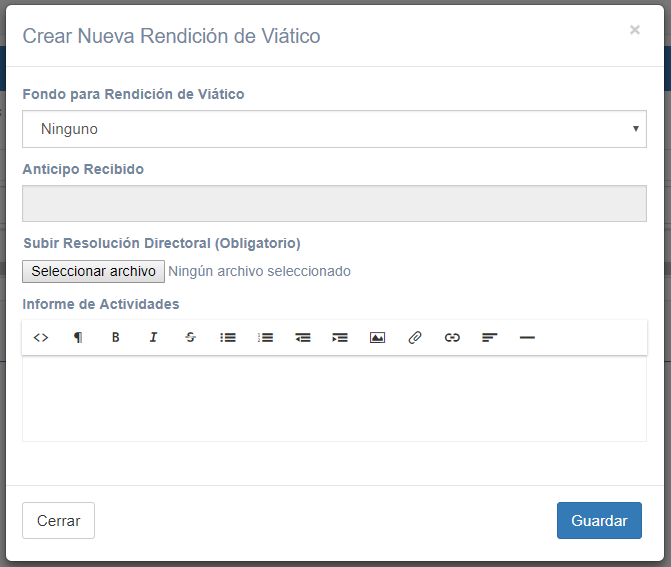 Crear Nueva Rendición de Viático
×
Fondo para Rendición de Viático
Ninguno
Anticipo Recibido
Subir Resolución Directoral (Obligatorio)
Seleccionar archivo Ningún archivo seleccionado
Informe de Actividades
<> ¶ B I S
Cerrar Guardar